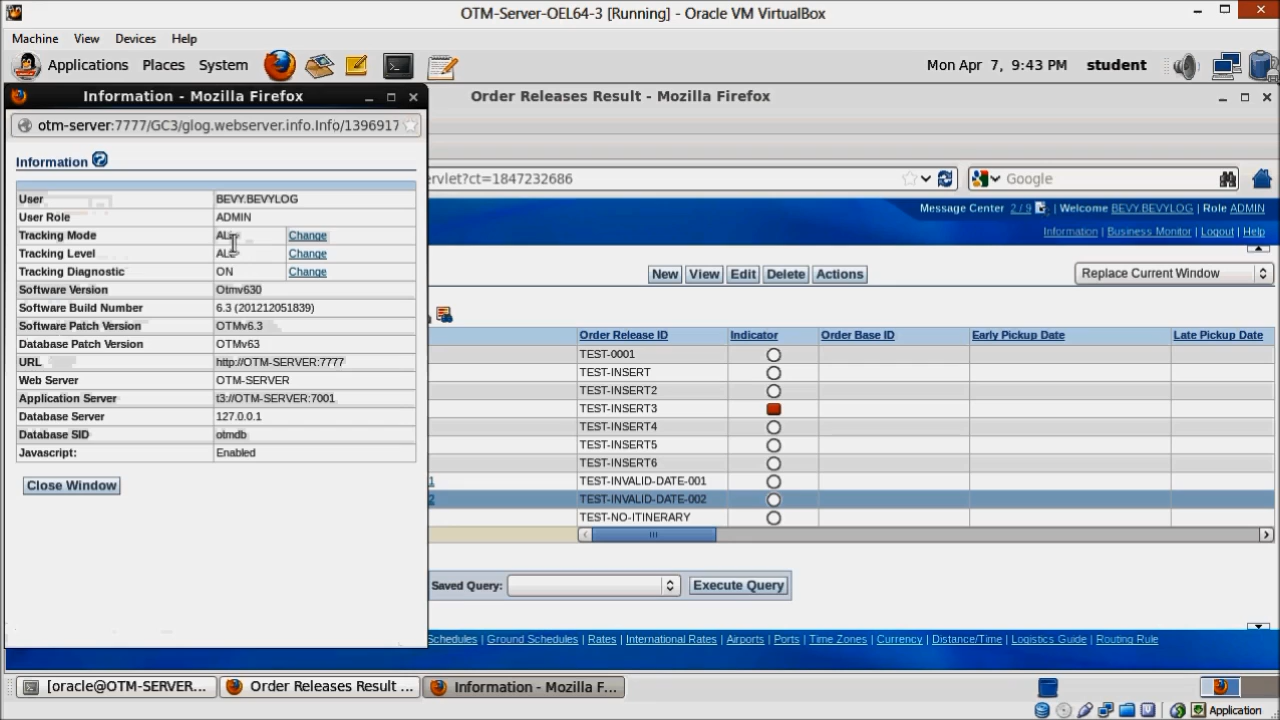 OTM-Server-OEL64-3 [Running] - Oracle VM VirtualBox
Machine View Devices Help
Applications Places System Mon Apr 7, 9:43 PM student
Information - Mozilla Firefox
Order Releases Result - Mozilla Firefox
otm-server:7777/GC3/glog.webserver.info.Info/1396917
ervlet?ct=1847232686
Google
Message Center 2 / 9 | Welcome BEVY.BEVYLOG | Role ADMIN
Information | Business Monitor | Logout | Help
Information
User BEVY.BEVYLOG
User Role ADMIN
Tracking Mode Change
Tracking Level Change
Tracking Diagnostic ON Change
Software Version Otmv630
Software Build Number 6.3 (201212051839)
Software Patch Version OTMv6.3
Database Patch Version OTMv63
URL http://OTM-SERVER:7777
Web Server OTM-SERVER
Application Server t3://OTM-SERVER:7001
Database Server 127.0.0.1
Database SID otmdb
Javascript: Enabled
Close Window
New View Edit Delete Actions Replace Current Window
Order Release ID Indicator Order Base ID Early Pickup Date Late Pickup Date
TEST-0001
TEST-INSERT
TEST-INSERT2
TEST-INSERT3
TEST-INSERT4
TEST-INSERT5
TEST-INSERT6
1 TEST-INVALID-DATE-001
2 TEST-INVALID-DATE-002
TEST-NO-ITINERARY
Saved Query: Execute Query
Schedules | Ground Schedules | Rates | International Rates | Airports | Ports | Time Zones | Currency | Distance/Time | Logistics Guide | Routing Rule
[oracle@OTM-SERVER... Order Releases Result ... Information - Mozilla F...
Application